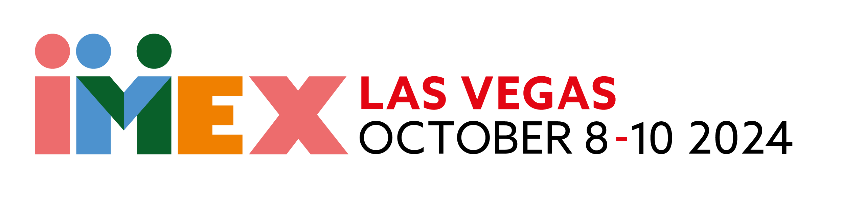 IMEX
LAS VEGAS
OCTOBER 8-10 2024